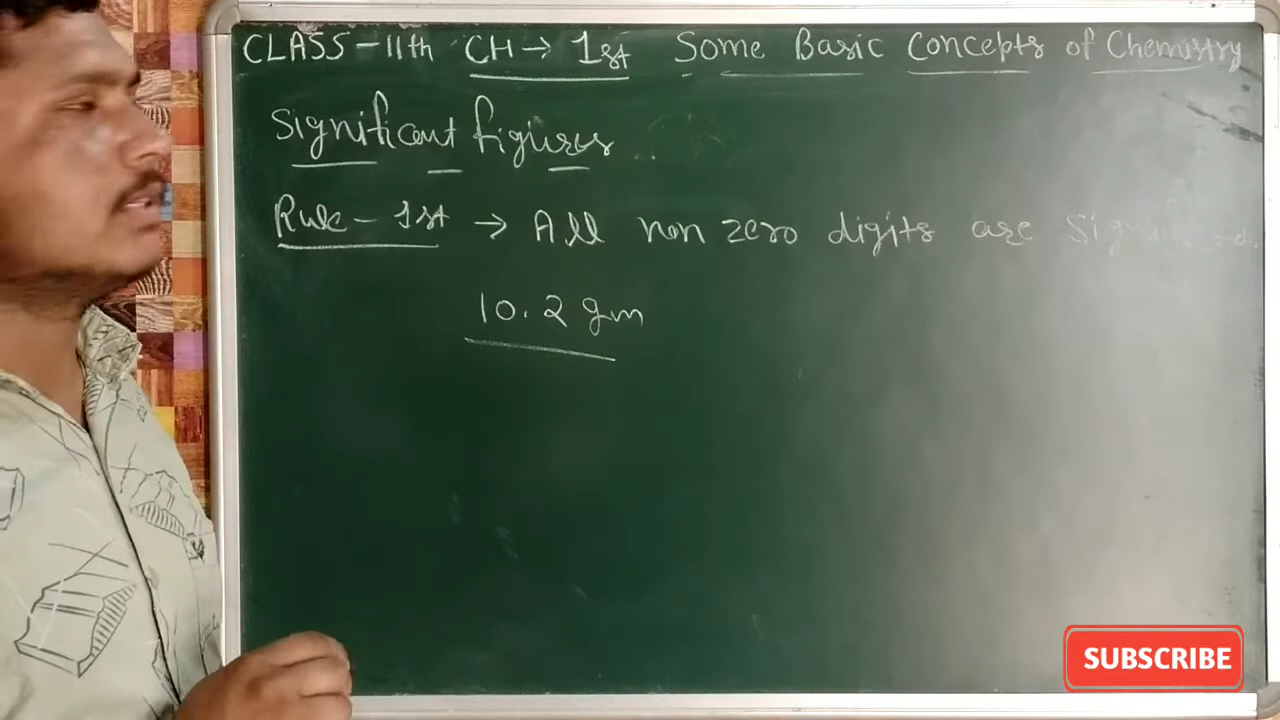 CLASS - 11th CH → 1st Some Basic Concepts of Chemistry
Significant figures
Rule - 1st → All non zero digits are
10.2 gm
SUBSCRIBE